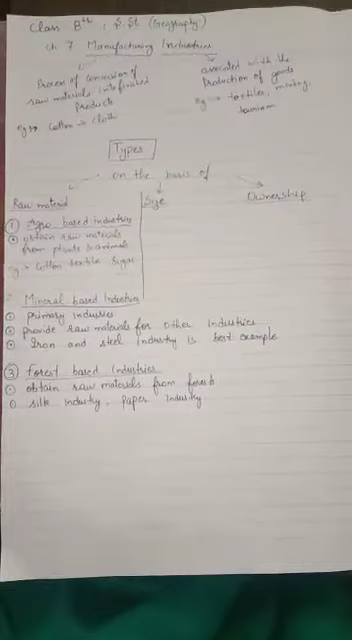 Class 8th, S.St (Geography)
Ch 7 Manufacturing Industries
Process of conversion of
raw materials into finished
products
eg → Cotton → Cloth
associated with the
production of goods
eg → textiles, mining,
tourism
Types
on the basis of
Raw material
Size
Ownership
① Agro based industries
obtain raw materials
from plants & animals
eg → Cotton textile Sugar
Mineral based Industries
primary industries
provide raw materials for other industries
Iron and steel industry is best example
③ Forest based Industries
obtain raw materials from forests
silk industry, Paper Industry